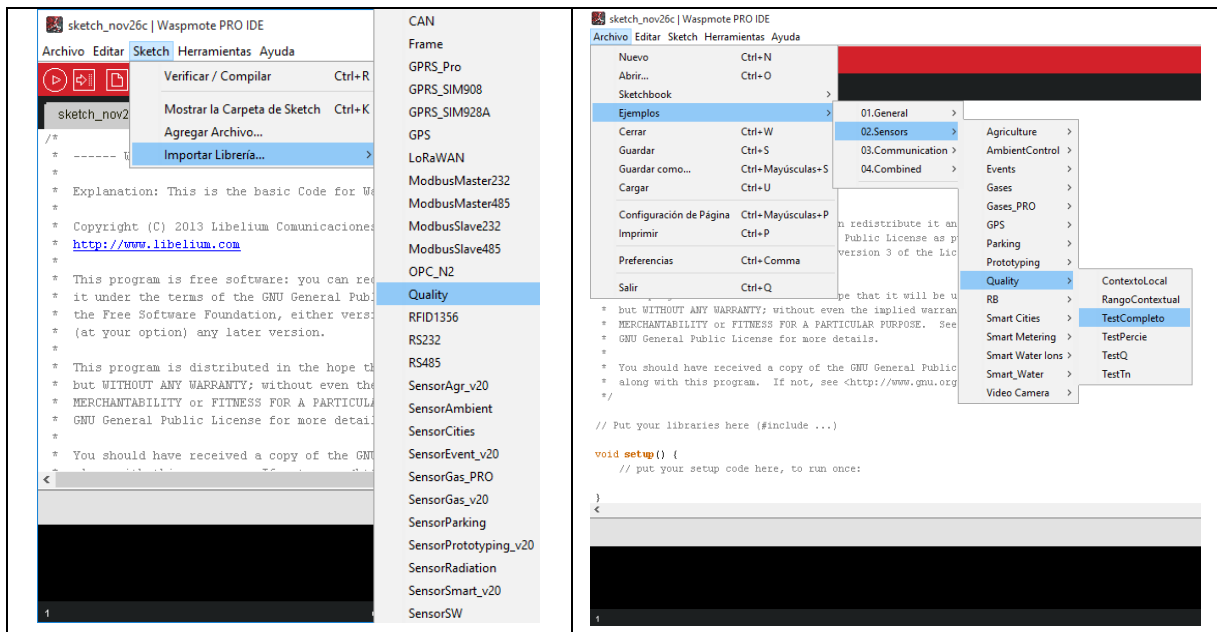 sketch_nov26c | Waspmote PRO IDE
Archivo Editar Sketch Herramientas Ayuda
Verificar / Compilar Ctrl+R
Mostrar la Carpeta de Sketch Ctrl+K
Agregar Archivo...
Importar Librería... >
sketch_nov2
/*
* ------
*
* Explanation: This is the basic Code for Wa
*
* Copyright (C) 2013 Libelium Comunicacione
* http://www.libelium.com
*
* This program is free software: you can rec
* it under the terms of the GNU General Publ
* the Free Software Foundation, either versi
* (at your option) any later version.
*
* This program is distributed in the hope th
* but WITHOUT ANY WARRANTY; without even the
* MERCHANTABILITY or FITNESS FOR A PARTICULA
* GNU General Public License for more detail
*
* You should have received a copy of the GNU
<
1
CAN
Frame
GPRS_Pro
GPRS_SIM908
GPRS_SIM928A
GPS
LoRaWAN
ModbusMaster232
ModbusMaster485
ModbusSlave232
ModbusSlave485
OPC_N2
Quality
RFID1356
RS232
RS485
SensorAgr_v20
SensorAmbient
SensorCities
SensorEvent_v20
SensorGas_PRO
SensorGas_v20
SensorParking
SensorPrototyping_v20
SensorRadiation
SensorSmart_v20
SensorSW
sketch_nov26c | Waspmote PRO IDE
Archivo Editar Sketch Herramientas Ayuda
Nuevo Ctrl+N
Abrir... Ctrl+O
Sketchbook >
Ejemplos >
Cerrar Ctrl+W
Guardar Ctrl+S
Guardar como... Ctrl+Mayúsculas+S
Cargar Ctrl+U
Configuración de Página Ctrl+Mayúsculas+P
Imprimir Ctrl+P
Preferencias Ctrl+Comma
Salir Ctrl+Q
01.General >
02.Sensors >
03.Communication >
04.Combined >
Agriculture >
AmbientControl >
Events >
Gases >
Gases_PRO >
GPS >
Parking >
Prototyping >
Quality >
RB >
Smart Cities >
Smart Metering >
Smart Water Ions >
Smart_Water >
Video Camera >
ContextoLocal
RangoContextual
TestCompleto
TestPercie
TestQ
TestTn
n redistribute it an
Public License as p
version 3 of the Lic
pe that it will be u
* but WITHOUT ANY WARRANTY; without even the implied warran
* MERCHANTABILITY or FITNESS FOR A PARTICULAR PURPOSE. See
* GNU General Public License for more details.
*
* You should have received a copy of the GNU General Public
* along with this program. If not, see <http://www.gnu.org
*/
// Put your libraries here (#include ...)
void setup() {
// put your setup code here, to run once:
}
<
1